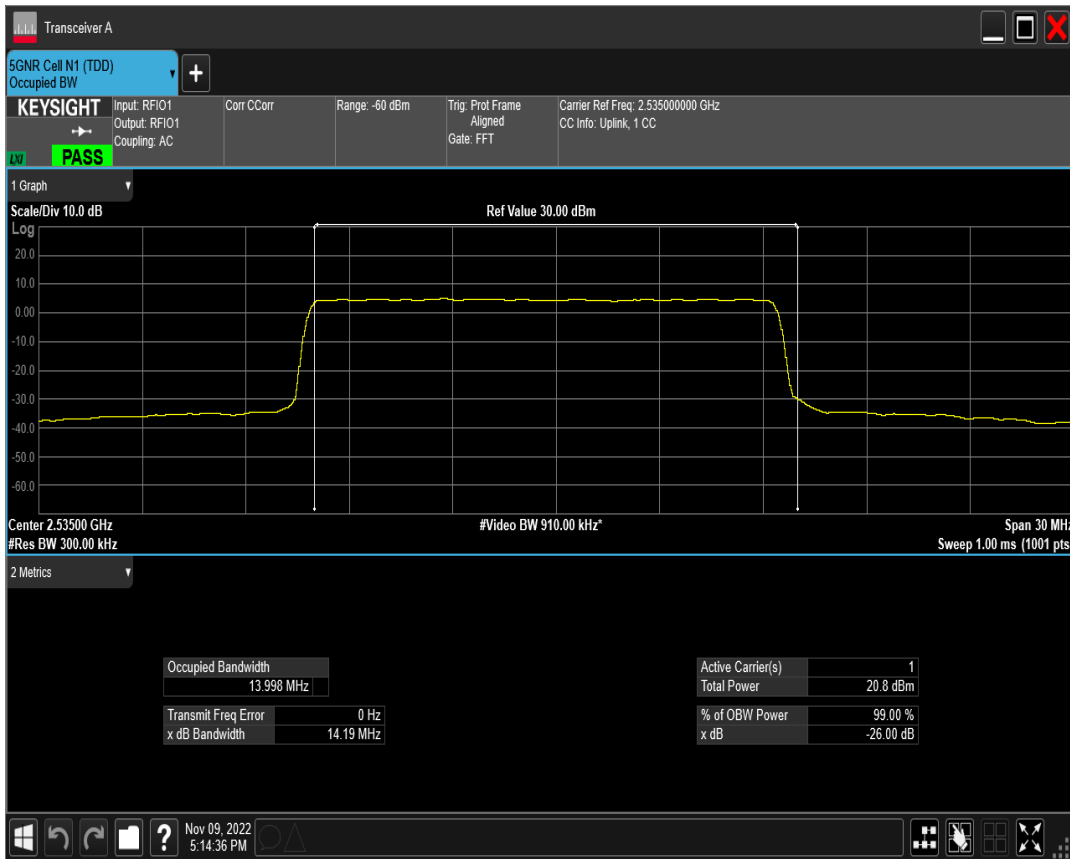 Transceiver A
5GNR Cell N1 (TDD)
Occupied BW
+
KEYSIGHT
LXI
PASS
Input: RFIO1
Output: RFIO1
Coupling: AC
Corr CCorr
Range: -60 dBm
Trig: Prot Frame
Aligned
Gate: FFT
Carrier Ref Freq: 2.535000000 GHz
CC Info: Uplink, 1 CC
1 Graph
Scale/Div 10.0 dB
Ref Value 30.00 dBm
Log
20.0
10.0
0.00
-10.0
-20.0
-30.0
-40.0
-50.0
-60.0
Center 2.53500 GHz
#Video BW 910.00 kHz*
Span 30 MHz
#Res BW 300.00 kHz
Sweep 1.00 ms (1001 pts
2 Metrics
Occupied Bandwidth
13.998 MHz
Transmit Freq Error 0 Hz
x dB Bandwidth 14.19 MHz
Active Carrier(s) 1
Total Power 20.8 dBm
% of OBW Power 99.00 %
x dB -26.00 dB
?
Nov 09, 2022
5:14:36 PM